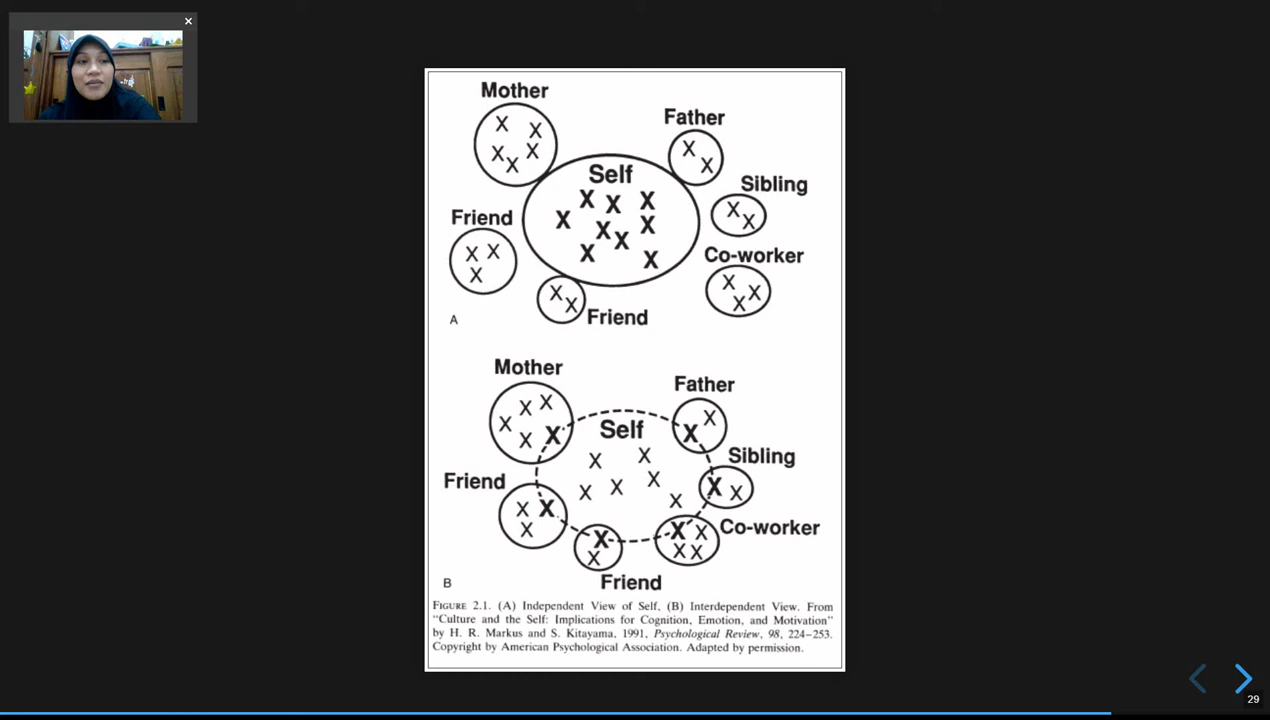 Mother
Father
Self
Sibling
X X X X X
X X
X X X X X X X X X X
X X
Friend
Co-worker
X X X
X X X
X X
Friend
A
Mother
Father
Self
Sibling
X X X X X
X X
X X X X X X X
X X
Friend
Co-worker
X X X
X X X X
X X
Friend
B
FIGURE 2.1. (A) Independent View of Self, (B) Interdependent View. From
“Culture and the Self: Implications for Cognition, Emotion, and Motivation”
by H. R. Markus and S. Kitayama, 1991, Psychological Review, 98, 224–253.
Copyright by American Psychological Association. Adapted by permission.
29